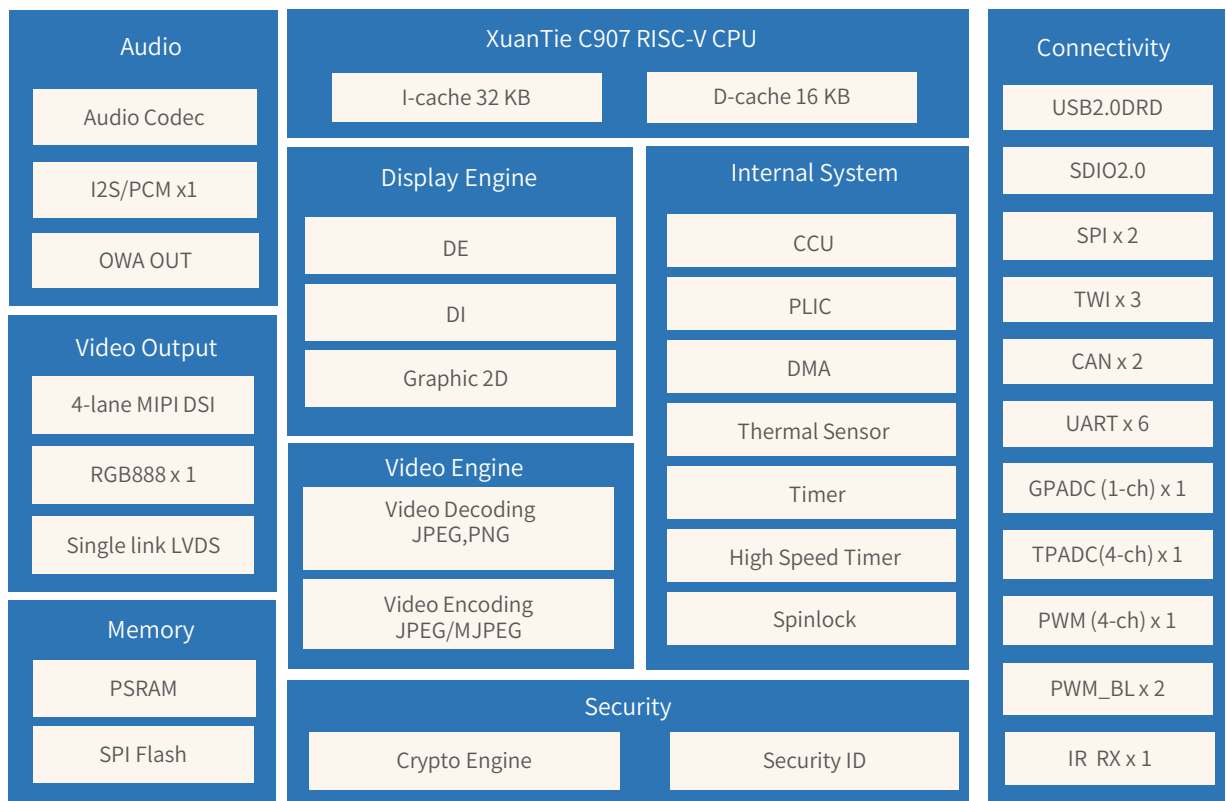 Audio
Audio Codec
I2S/PCM x1
OWA OUT
Video Output
4-lane MIPI DSI
RGB888 x 1
Single link LVDS
Memory
PSRAM
SPI Flash
XuanTie C907 RISC-V CPU
I-cache 32 KB
D-cache 16 KB
Display Engine
DE
DI
Graphic 2D
Video Engine
Video Decoding
JPEG,PNG
Video Encoding
JPEG/MJPEG
Internal System
CCU
PLIC
DMA
Thermal Sensor
Timer
High Speed Timer
Spinlock
Security
Crypto Engine
Security ID
Connectivity
USB2.0DRD
SDIO2.0
SPI x 2
TWI x 3
CAN x 2
UART x 6
GPADC (1-ch) x 1
TPADC(4-ch) x 1
PWM (4-ch) x 1
PWM_BL x 2
IR RX x 1